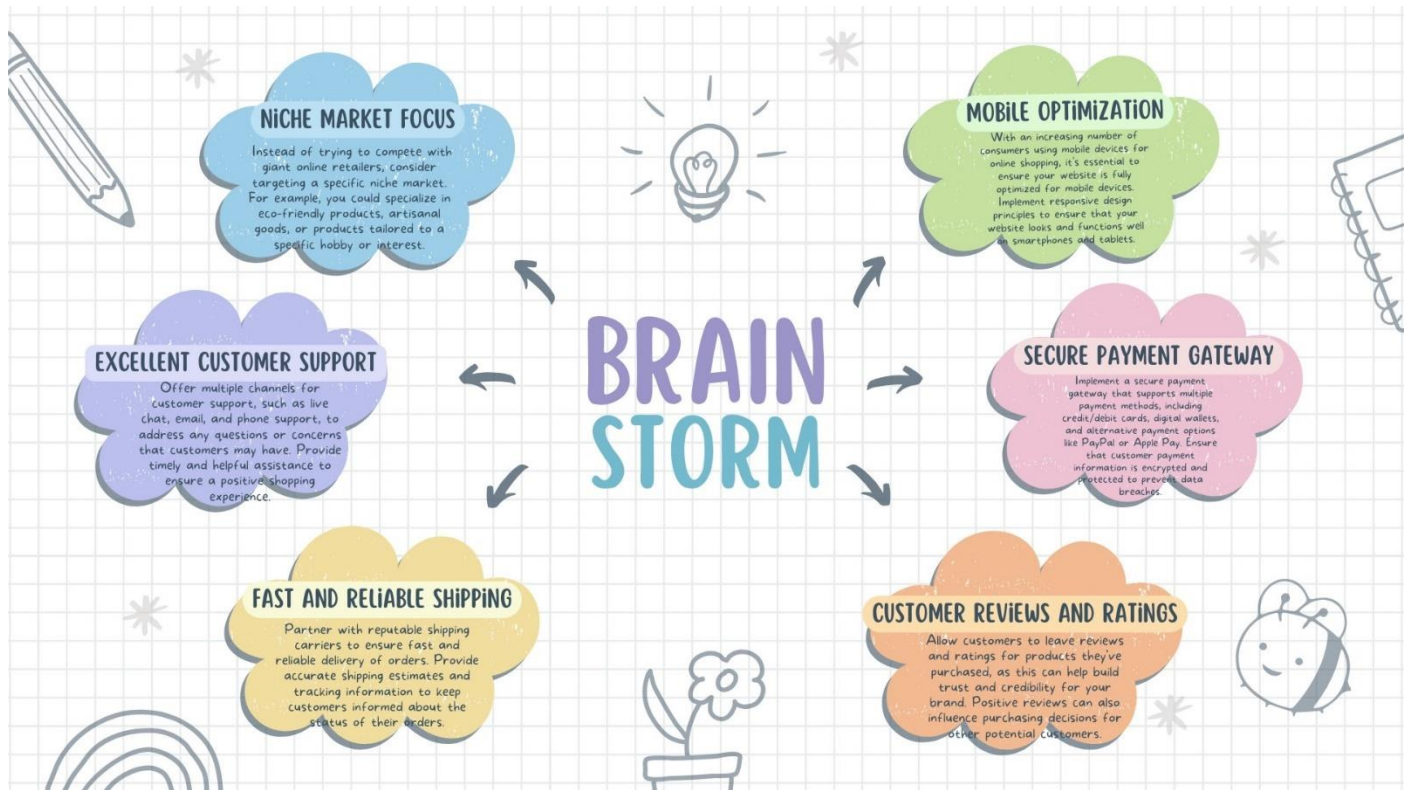 NICHE MARKET FOCUS
Instead of trying to compete with
giant online retailers, consider
targeting a specific niche market.
For example, you could specialize in
eco-friendly products, artisanal
goods, or products tailored to a
specific hobby or interest.
MOBILE OPTIMIZATION
With an increasing number of
consumers using mobile devices for
online shopping, it's essential to
ensure your website is fully
optimized for mobile devices.
Implement responsive design
principles to ensure that your
website looks and functions well
on smartphones and tablets.
BRAIN
STORM
EXCELLENT CUSTOMER SUPPORT
Offer multiple channels for
customer support, such as live
chat, email, and phone support, to
address any questions or concerns
that customers may have. Provide
timely and helpful assistance to
ensure a positive shopping
experience.
SECURE PAYMENT GATEWAY
Implement a secure payment
gateway that supports multiple
payment methods, including
credit/debit cards, digital wallets,
and alternative payment options
like PayPal or Apple Pay. Ensure
that customer payment
information is encrypted and
protected to prevent data
breaches.
FAST AND RELIABLE SHIPPING
Partner with reputable shipping
carriers to ensure fast and
reliable delivery of orders. Provide
accurate shipping estimates and
tracking information to keep
customers informed about the
status of their orders.
CUSTOMER REVIEWS AND RATINGS
Allow customers to leave reviews
and ratings for products they've
purchased, as this can help build
trust and credibility for your
brand. Positive reviews can also
influence purchasing decisions for
other potential customers.